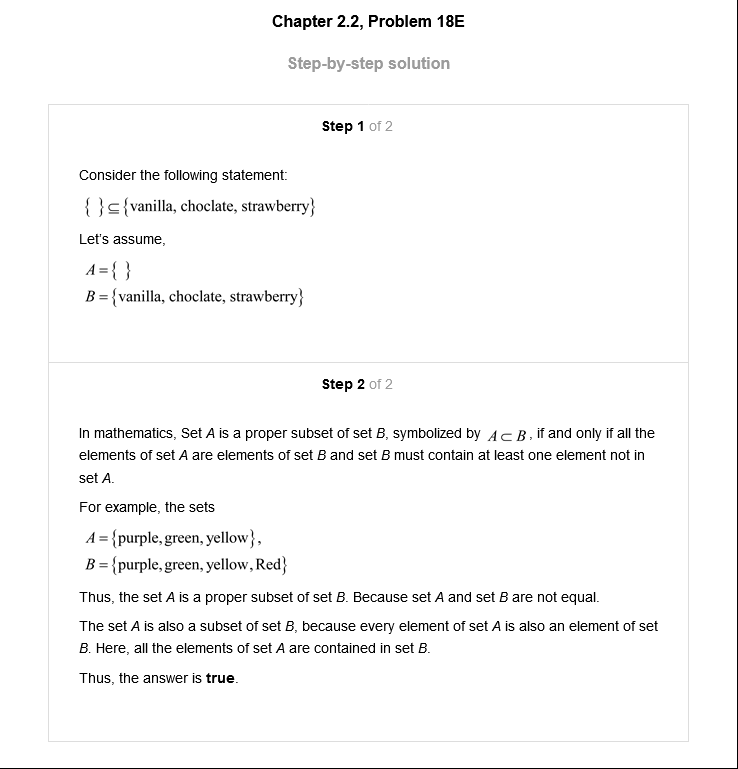 Chapter 2.2, Problem 18E
Step-by-step solution
Step 1 of 2
Consider the following statement:
{ }⊆{vanilla, choclate, strawberry}
Let's assume,
A={ }
B={vanilla, choclate, strawberry}
Step 2 of 2
In mathematics, Set A is a proper subset of set B, symbolized by A⊂B, if and only if all the
elements of set A are elements of set B and set B must contain at least one element not in
set A.
For example, the sets
A={purple,green,yellow},
B={purple,green,yellow,Red}
Thus, the set A is a proper subset of set B. Because set A and set B are not equal.
The set A is also a subset of set B, because every element of set A is also an element of set
B. Here, all the elements of set A are contained in set B.
Thus, the answer is true.